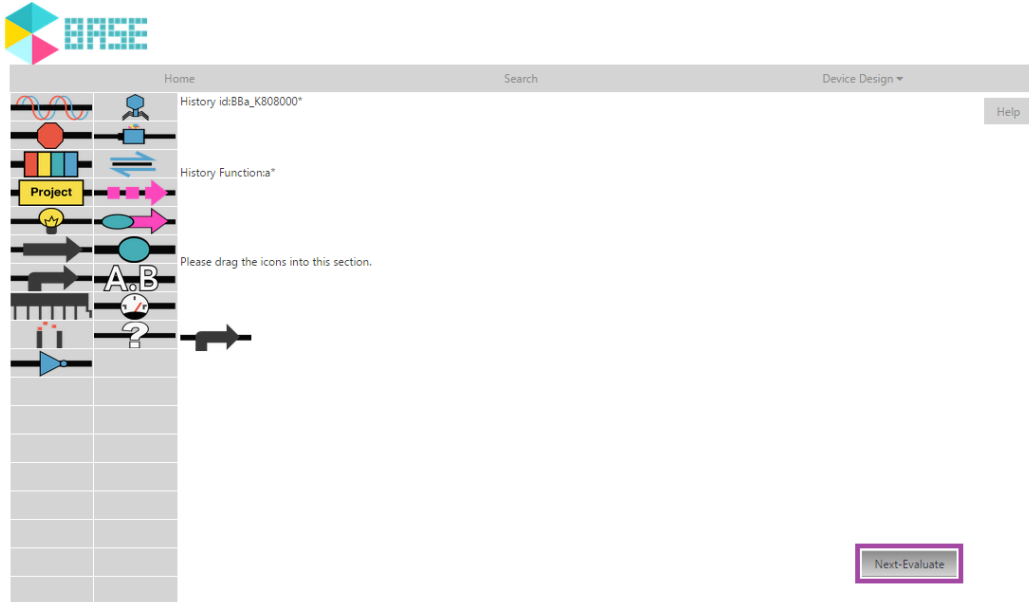 BASE
Home Search Device Design
Help
History id:BBa_K808000*
History Function:a*
Project
Please drag the icons into this section.
A.B
?
Next-Evaluate